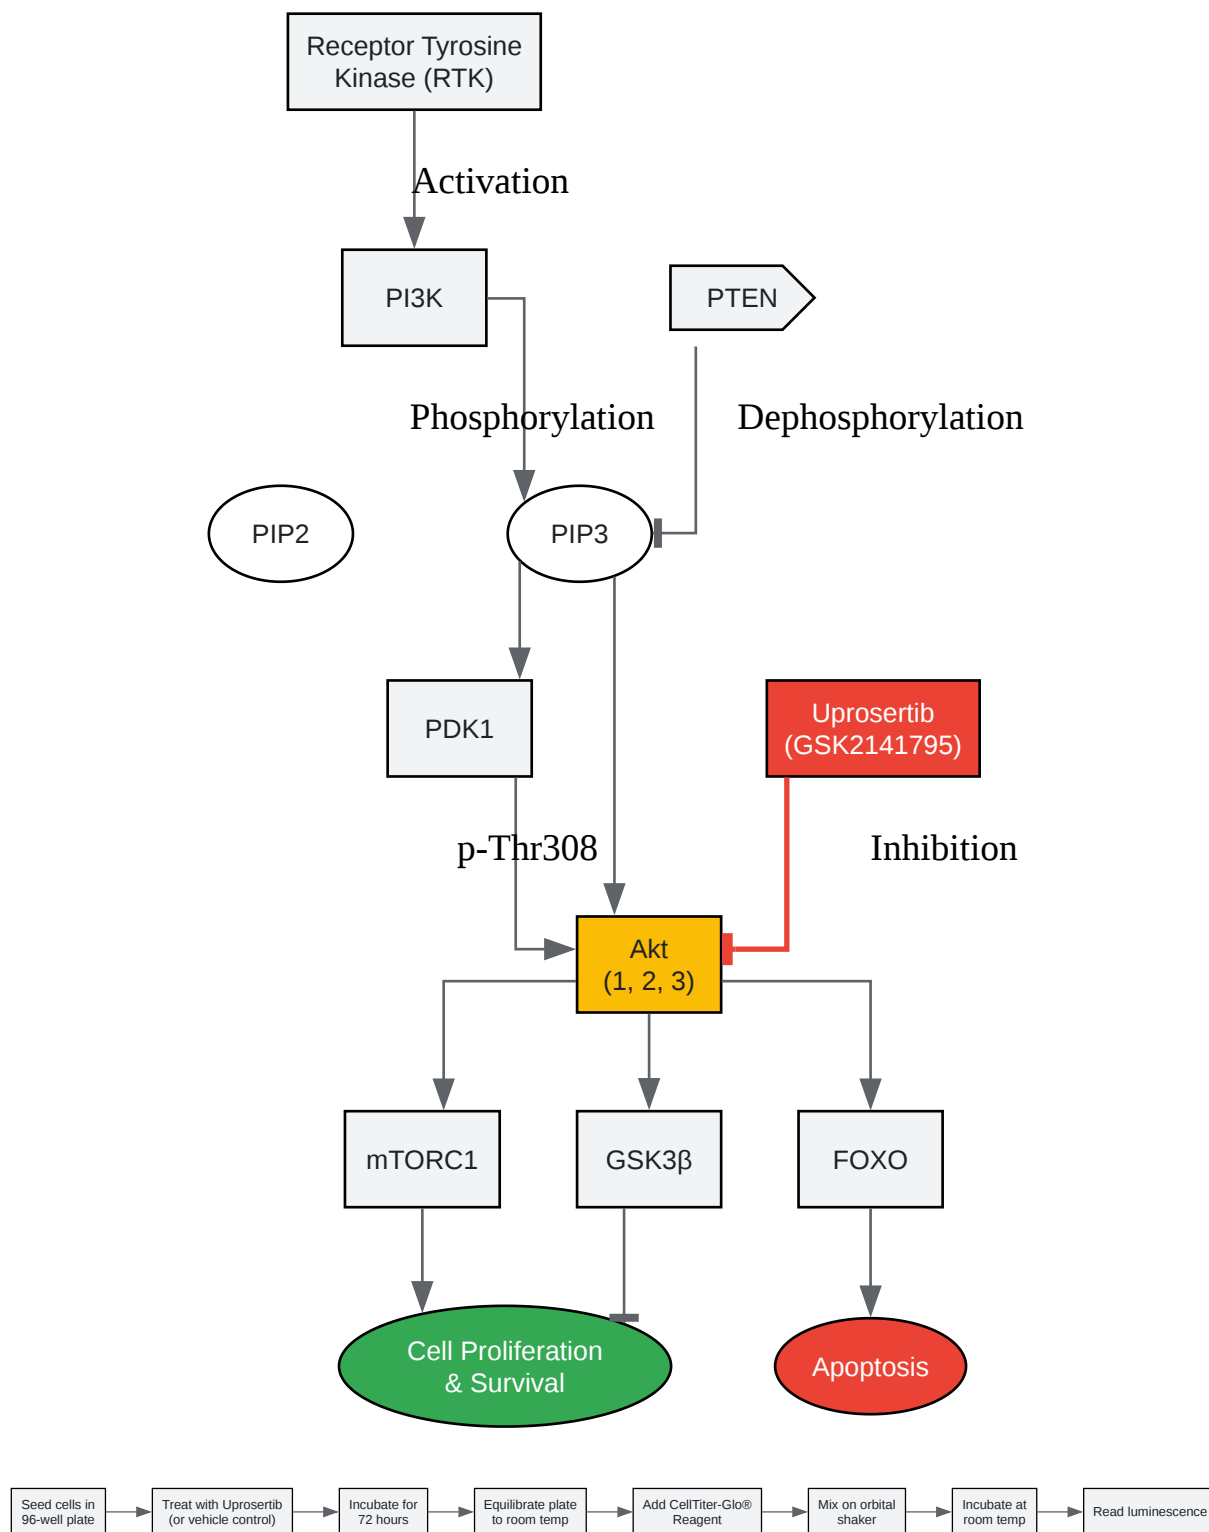 Receptor Tyrosine
Kinase (RTK)
Activation
PI3K
PTEN
Phosphorylation
Dephosphorylation
PIP2
PIP3
PDK1
Uprosertib
(GSK2141795)
p-Thr308
Inhibition
Akt
(1, 2, 3)
mTORC1
GSK3β
FOXO
Cell Proliferation
& Survival
Apoptosis
Seed cells in
96-well plate
Treat with Uprosertib
(or vehicle control)
Incubate for
72 hours
Equilibrate plate
to room temp
Add CellTiter-Glo®
Reagent
Mix on orbital
shaker
Incubate at
room temp
Read luminescence